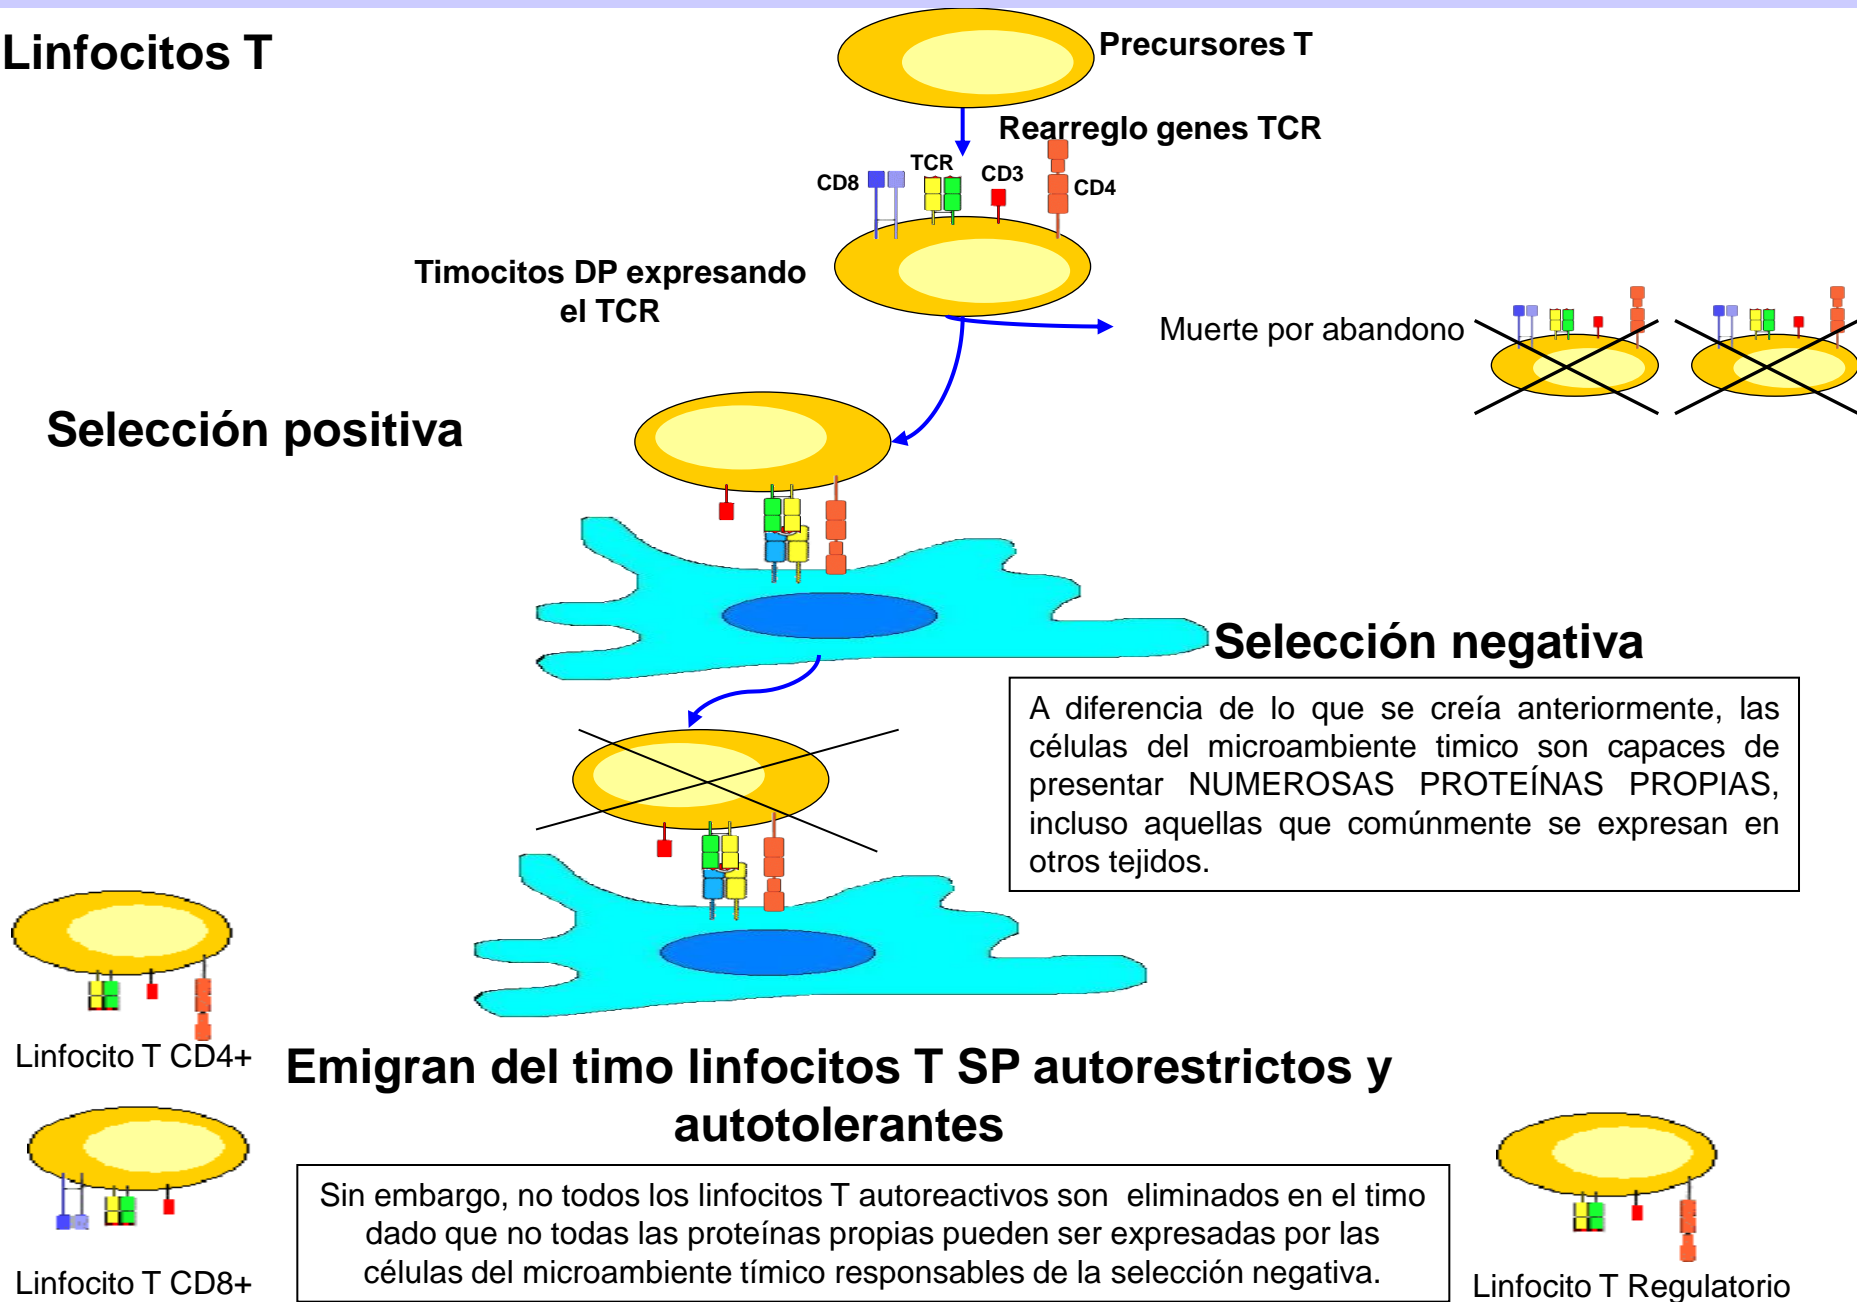 Linfocitos T
Precursores T
Rearreglo genes TCR
CD8
TCR
CD3
CD4
Timocitos DP expresando
el TCR
Muerte por abandono
Selección positiva
Selección negativa
A diferencia de lo que se creía anteriormente, las
células del microambiente timico son capaces de
presentar NUMEROSAS PROTEÍNAS PROPIAS,
incluso aquellas que comúnmente se expresan en
otros tejidos.
Linfocito T CD4+
Emigran del timo linfocitos T SP autorestrictos y
autotolerantes
Sin embargo, no todos los linfocitos T autoreactivos son eliminados en el timo
dado que no todas las proteínas propias pueden ser expresadas por las
células del microambiente tímico responsables de la selección negativa.
Linfocito T CD8+
Linfocito T Regulatorio